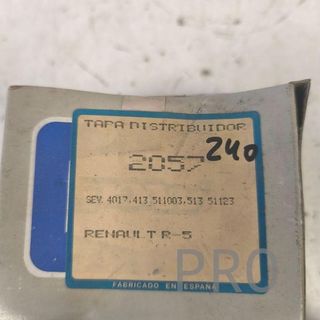 TAPA DISTRIBUIDOR
2057 240
SEV. 4017.413 511003.513 51123
RENAULT R-5
PRO
FABRICADO EN ESPAÑA